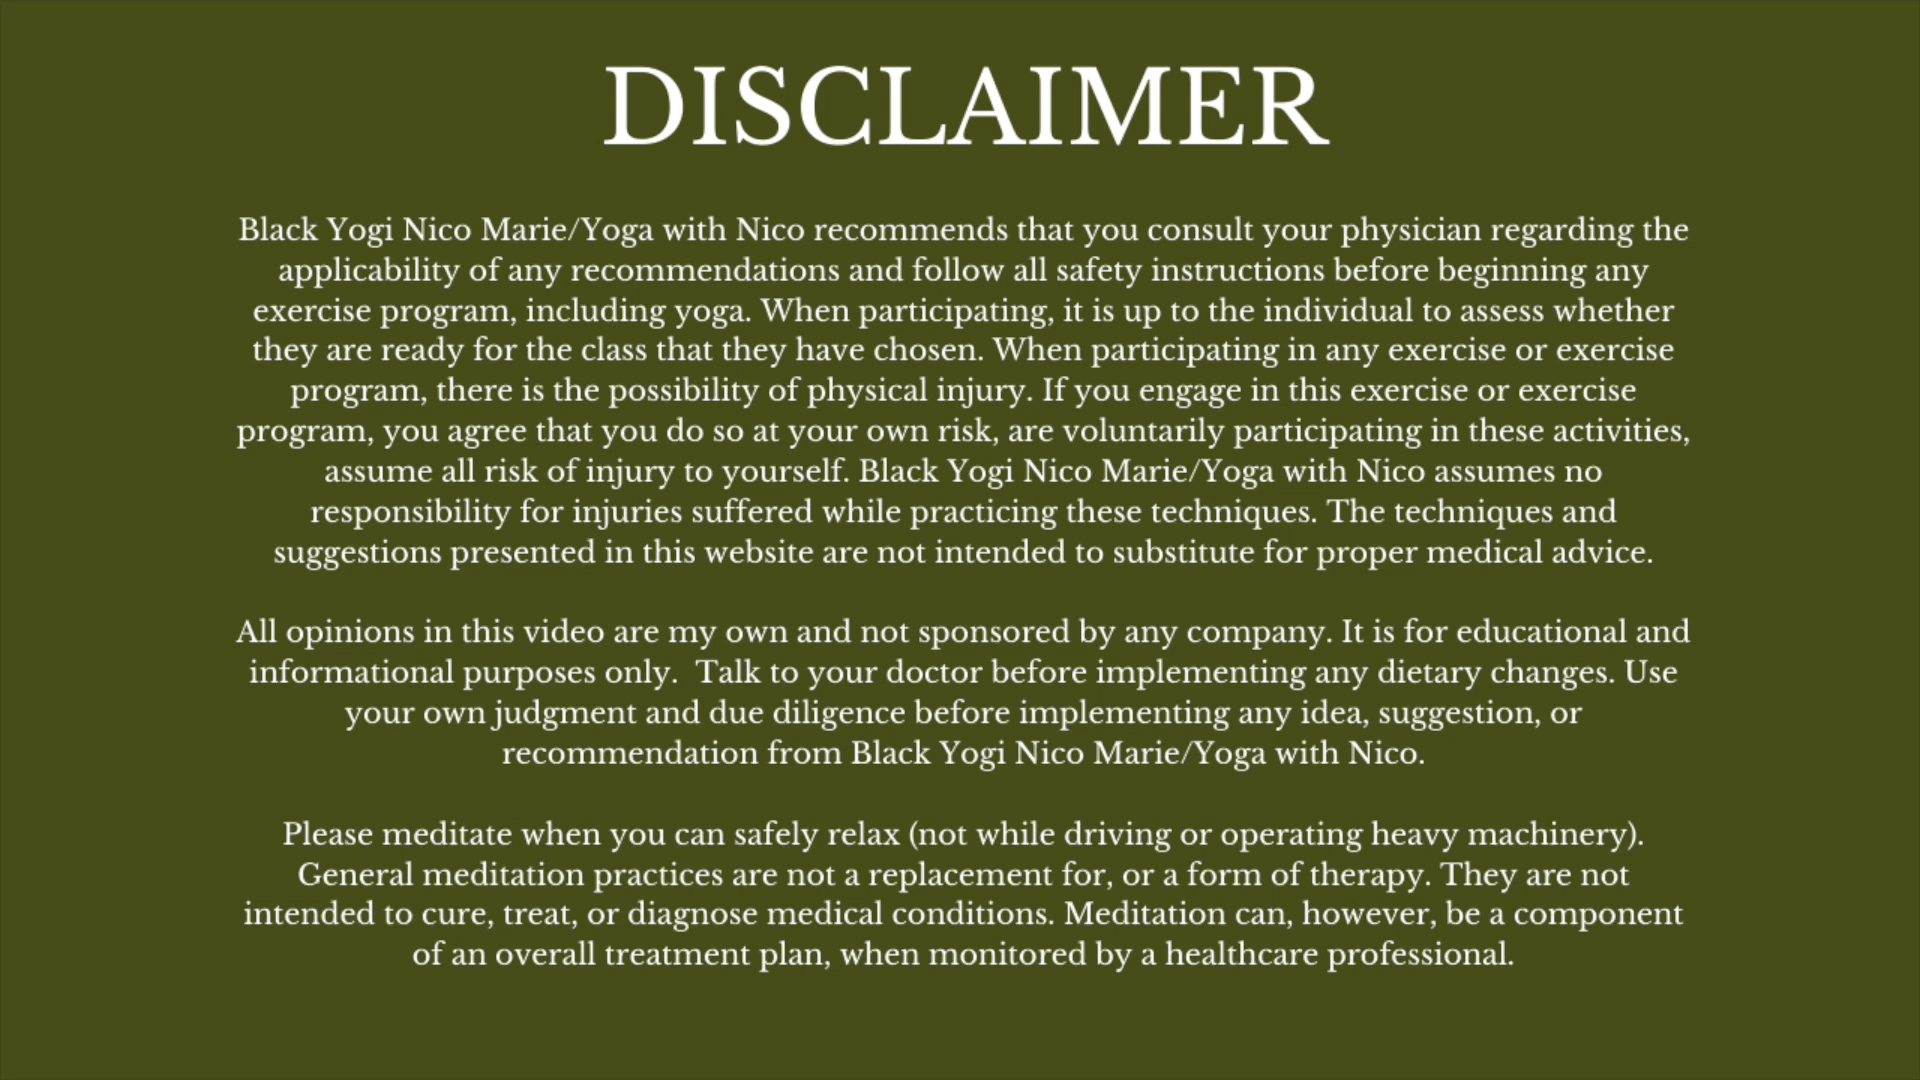 DISCLAIMER
Black Yogi Nico Marie/Yoga with Nico recommends that you consult your physician regarding the
applicability of any recommendations and follow all safety instructions before beginning any
exercise program, including yoga. When participating, it is up to the individual to assess whether
they are ready for the class that they have chosen. When participating in any exercise or exercise
program, there is the possibility of physical injury. If you engage in this exercise or exercise
program, you agree that you do so at your own risk, are voluntarily participating in these activities,
assume all risk of injury to yourself. Black Yogi Nico Marie/Yoga with Nico assumes no
responsibility for injuries suffered while practicing these techniques. The techniques and
suggestions presented in this website are not intended to substitute for proper medical advice.
All opinions in this video are my own and not sponsored by any company. It is for educational and
informational purposes only.  Talk to your doctor before implementing any dietary changes. Use
your own judgment and due diligence before implementing any idea, suggestion, or
recommendation from Black Yogi Nico Marie/Yoga with Nico.
Please meditate when you can safely relax (not while driving or operating heavy machinery).
General meditation practices are not a replacement for, or a form of therapy. They are not
intended to cure, treat, or diagnose medical conditions. Meditation can, however, be a component
of an overall treatment plan, when monitored by a healthcare professional.